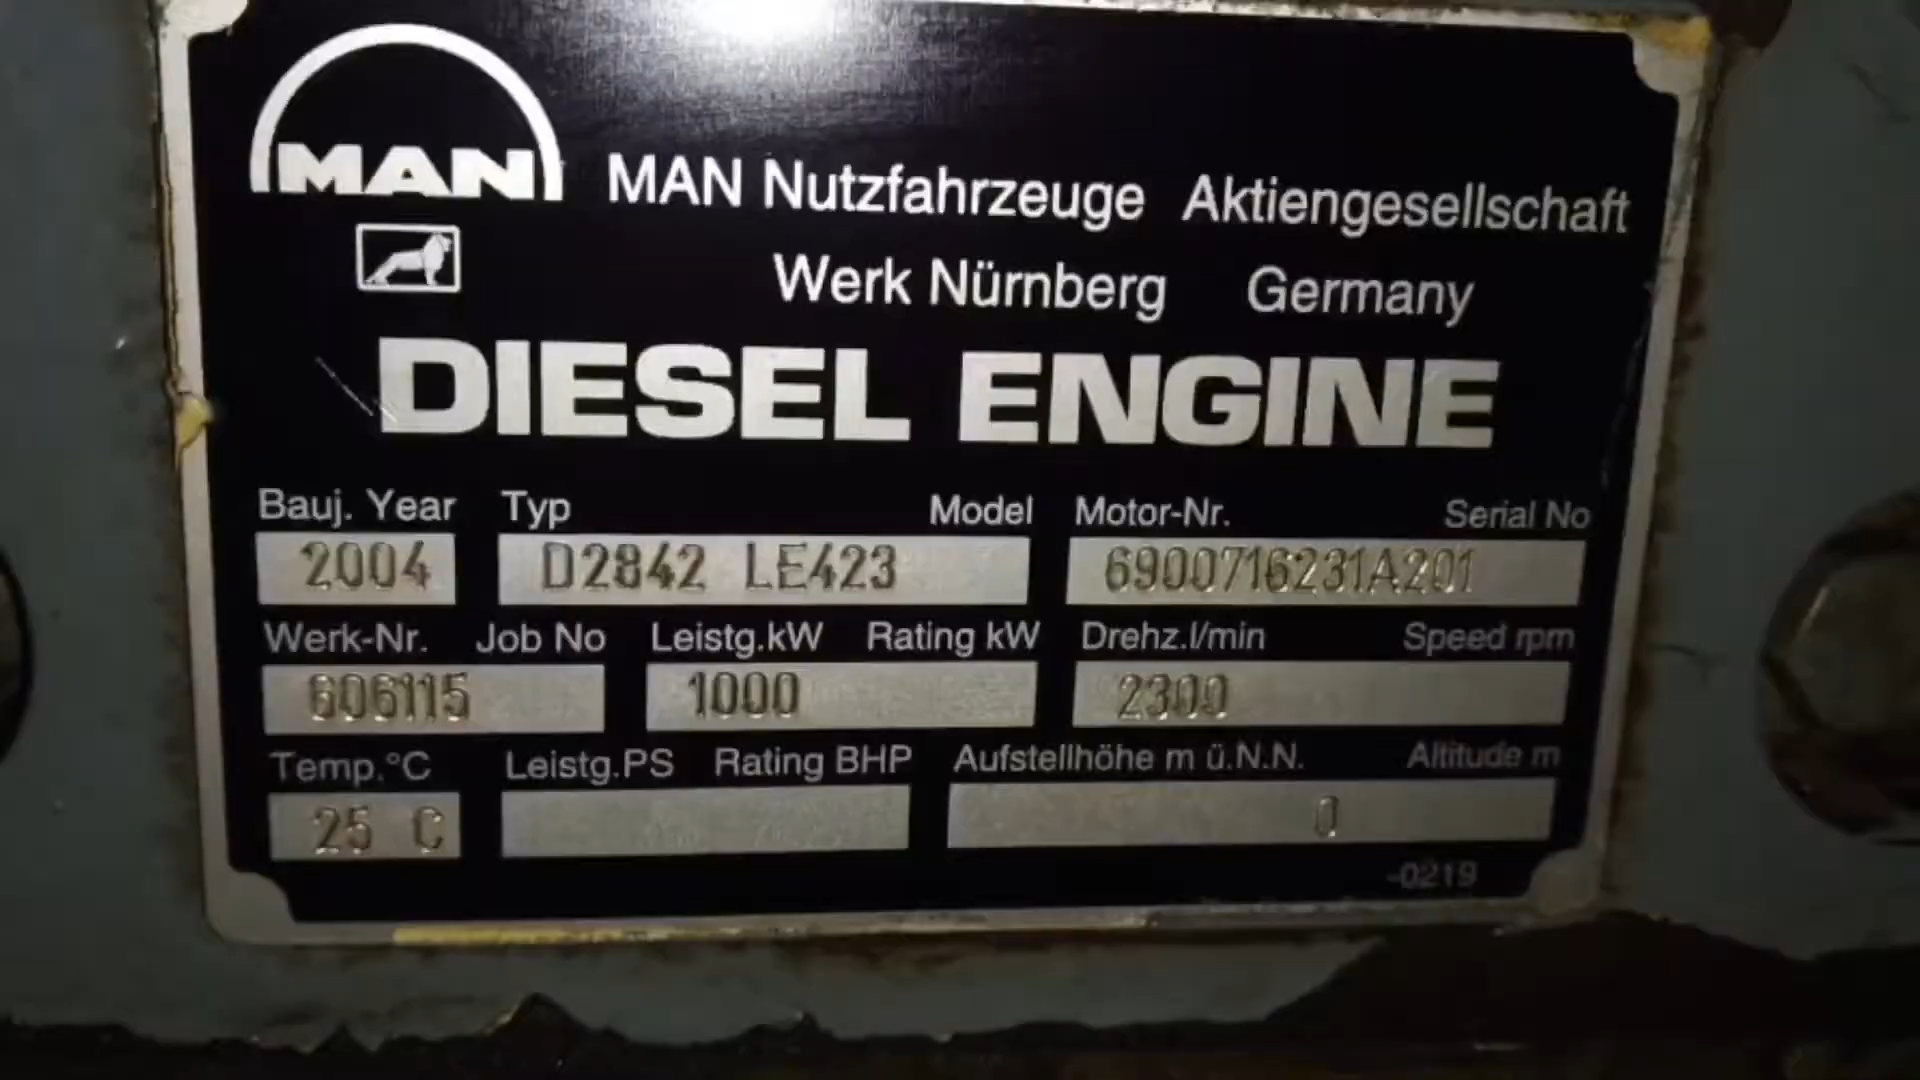 MAN
MAN Nutzfahrzeuge Aktiengesellschaft
Werk Nürnberg Germany
DIESEL ENGINE
Bauj. Year Typ Model Motor-Nr. Serial No
2004 D2842 LE423 6900716231A201
Werk-Nr. Job No Leistg.kW Rating kW Drehz.l/min Speed rpm
606115 1000 2300
Temp.°C Leistg.PS Rating BHP Aufstellhöhe m ü.N.N. Altitude m
25 C 0
-0219